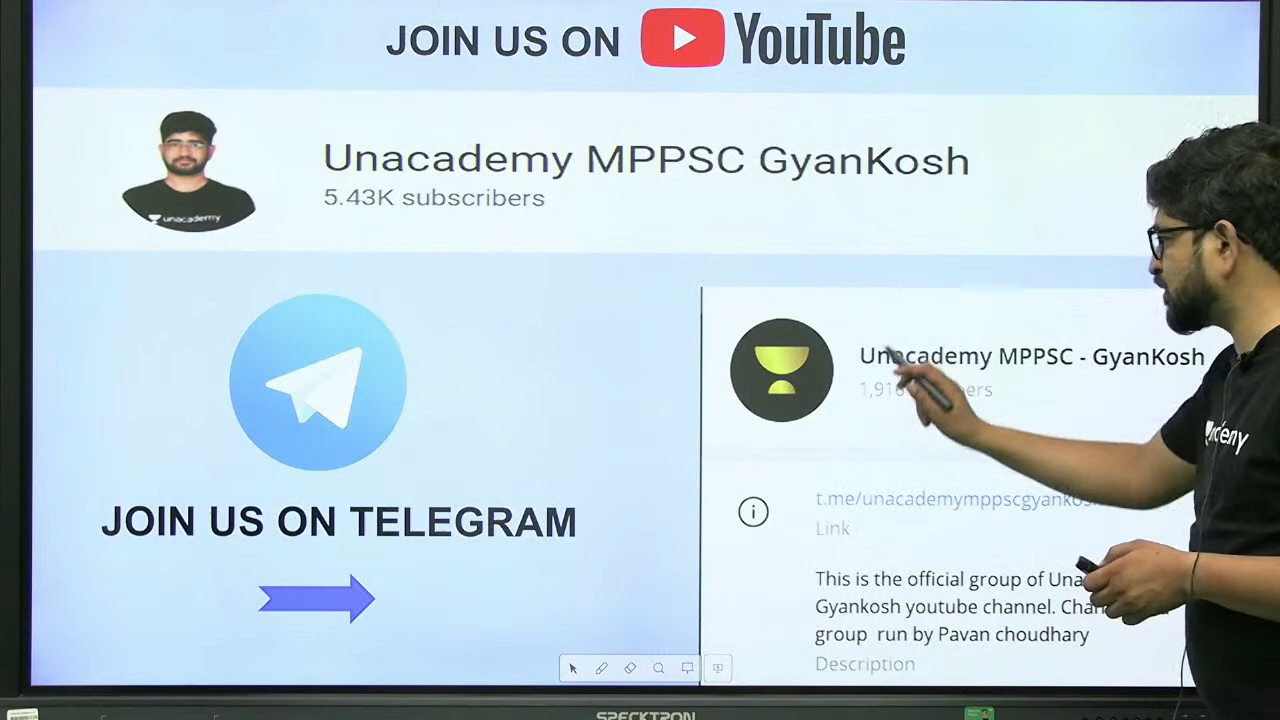 JOIN US ON YouTube
Unacademy MPPSC GyanKosh
5.43K subscribers
unacademy
Unacademy MPPSC - GyanKosh
JOIN US ON TELEGRAM
Link
This is the official group of
Gyankosh youtube channel.
group run by Pavan choudhary
Description
SPECKTRON